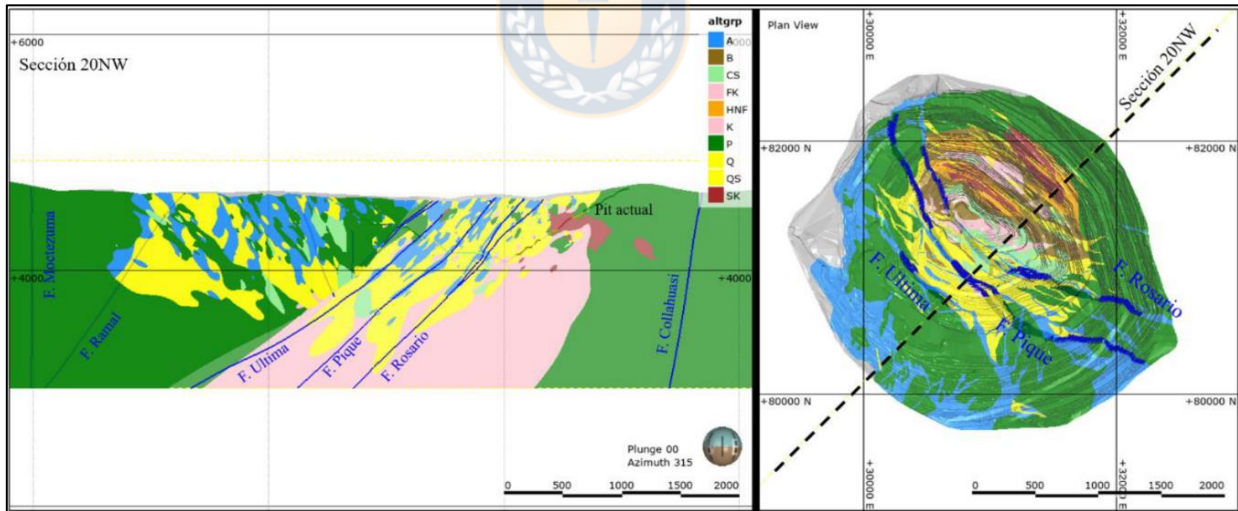 +6000
Sección 20NW
altgrp
A
B
CS
FK
HNF
K
P
Q
QS
SK
Pit actual
+4000
+4000
F. Moctezuma
F. Ramal
F. Ultima
F. Pique
F. Rosario
F. Collahuasi
Plunge 00
Azimuth 315
0 500 1000 1500 2000
Plan View
+30000 E
+32000 E
Sección 20NW
+82000 N
+82000 N
F. Ultima
F. Pique
F. Rosario
+80000 N
+80000 N
+30000 E
+32000 E
0 500 1000 1500 2000